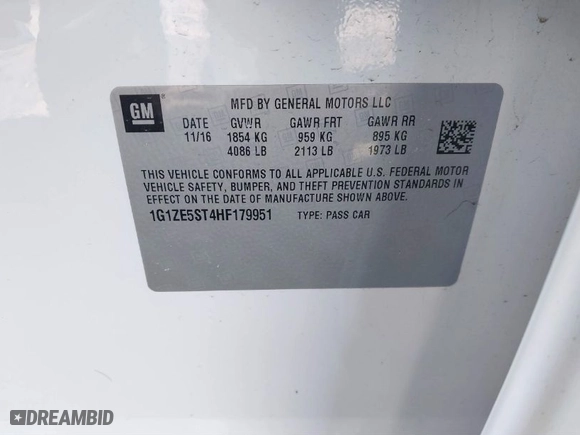 GM
MFD BY GENERAL MOTORS LLC
DATE GVWR GAWR FRT GAWR RR
11/16 1854 KG 959 KG 895 KG
4086 LB 2113 LB 1973 LB
THIS VEHICLE CONFORMS TO ALL APPLICABLE U.S. FEDERAL MOTOR
VEHICLE SAFETY, BUMPER, AND THEFT PREVENTION STANDARDS IN
EFFECT ON THE DATE OF MANUFACTURE SHOWN ABOVE.
1G1ZE5ST4HF179951 TYPE: PASS CAR
DREAMBID